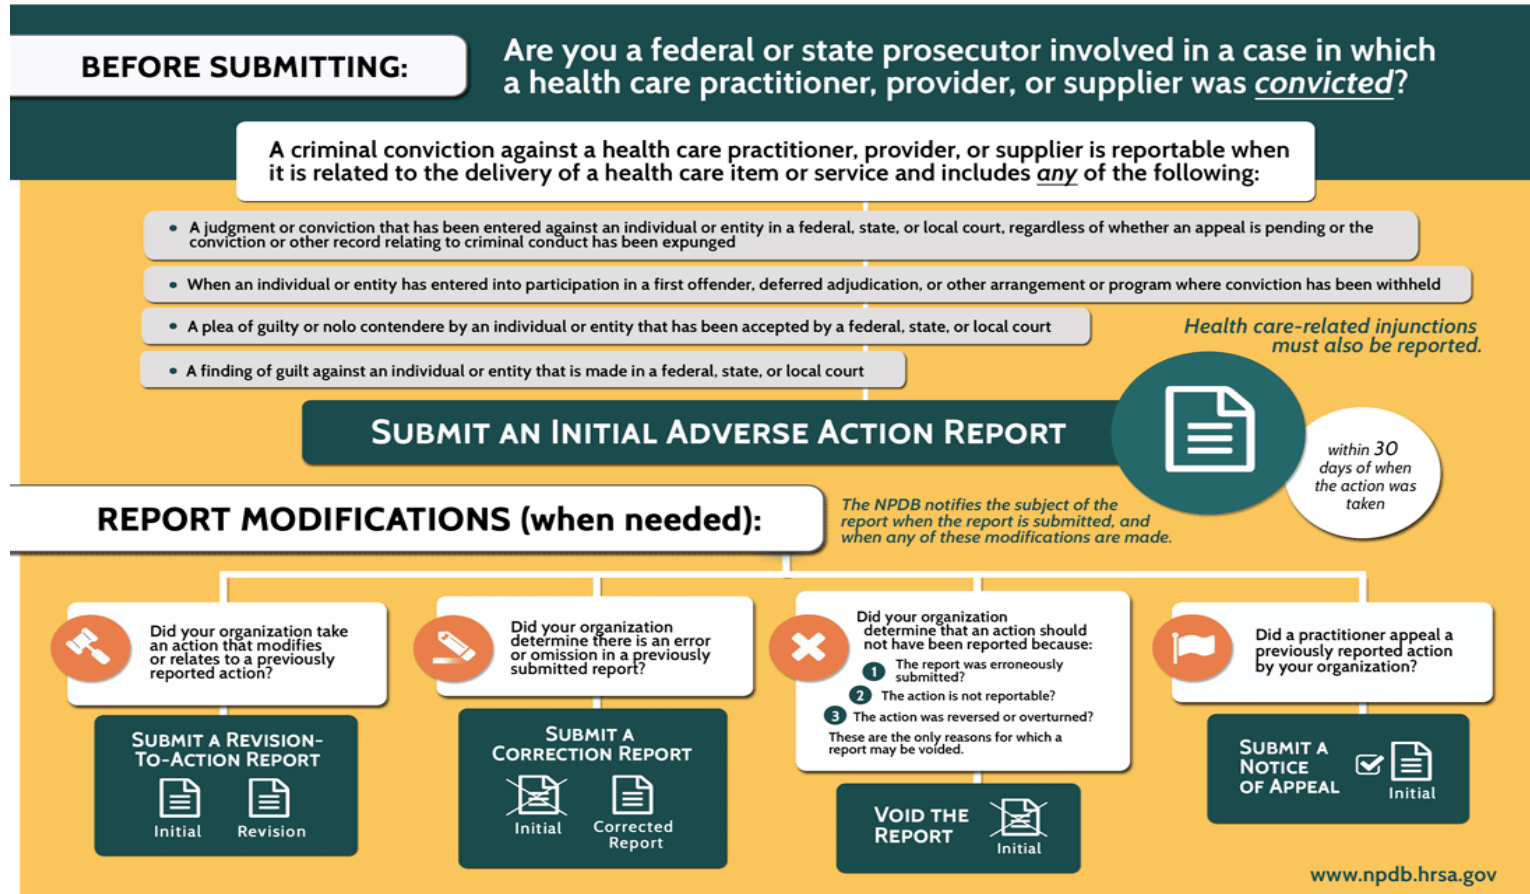 BEFORE SUBMITTING:
Are you a federal or state prosecutor involved in a case in which
a health care practitioner, provider, or supplier was convicted?
A criminal conviction against a health care practitioner, provider, or supplier is reportable when
it is related to the delivery of a health care item or service and includes any of the following:
• A judgment or conviction that has been entered against an individual or entity in a federal, state, or local court, regardless of whether an appeal is pending or the
conviction or other record relating to criminal conduct has been expunged
• When an individual or entity has entered into participation in a first offender, deferred adjudication, or other arrangement or program where conviction has been withheld
• A plea of guilty or nolo contendere by an individual or entity that has been accepted by a federal, state, or local court
• A finding of guilt against an individual or entity that is made in a federal, state, or local court
Health care-related injunctions
must also be reported.
SUBMIT AN INITIAL ADVERSE ACTION REPORT
within 30
days of when
the action was
taken
REPORT MODIFICATIONS (when needed):
The NPDB notifies the subject of the
report when the report is submitted, and
when any of these modifications are made.
Did your organization take
an action that modifies
or relates to a previously
reported action?
SUBMIT A REVISION-
TO-ACTION REPORT
Initial
Revision
Did your organization
determine there is an error
or omission in a previously
submitted report?
SUBMIT A
CORRECTION REPORT
Initial
Corrected
Report
Did your organization
determine that an action should
not have been reported because:
1 The report was erroneously
submitted?
2 The action is not reportable?
3 The action was reversed or overturned?
These are the only reasons for which a
report may be voided.
VOID THE
REPORT
Initial
Did a practitioner appeal a
previously reported action
by your organization?
SUBMIT A
NOTICE
OF APPEAL
Initial
www.npdb.hrsa.gov